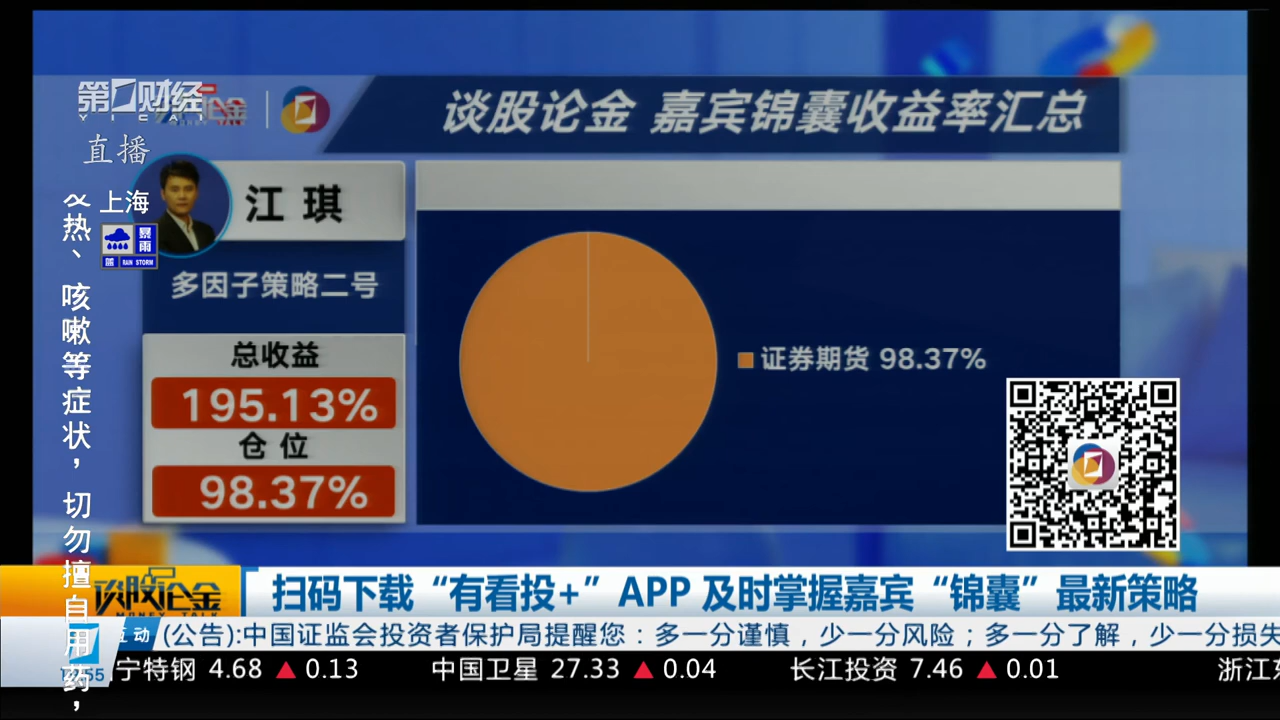 第一财经
YICAI
直播
谈股论金 嘉宾锦囊收益率汇总
上海
暴雨
蓝 RAIN STORM
江琪
多因子策略二号
总收益
195.13%
仓位
98.37%
证券期货 98.37%
热、咳嗽等症状，切勿擅自用药，
谈股论金
MONEY TALK
扫码下载“有看投+”APP 及时掌握嘉宾“锦囊”最新策略
互动
(公告):中国证监会投资者保护局提醒您：多一分谨慎，少一分风险；多一分了解，少一分损失
宁特钢 4.68 ▲ 0.13 中国卫星 27.33 ▲ 0.04 长江投资 7.46 ▲ 0.01 浙江东